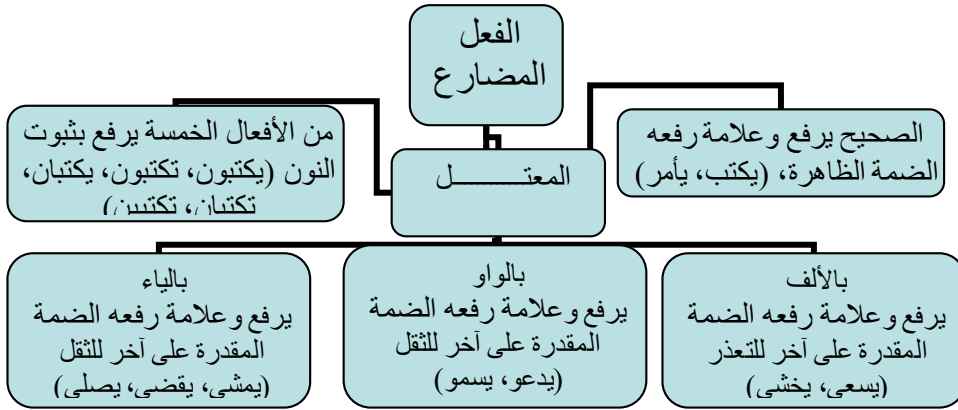 الفعل
المضارع
الصحيح يرفع وعلامة رفعه
الضمة الظاهرة، (يكتب، يأمر)
المعتــــــــــل
من الأفعال الخمسة يرفع بثبوت
النون (يكتبون، تكتبون، يكتبان،
تكتبان، تكتبين)
بالألف
يرفع وعلامة رفعه الضمة
المقدرة على آخر للتعذر
(يسعى، يخشى)
بالواو
يرفع وعلامة رفعه الضمة
المقدرة على آخر للثقل
(يدعو، يسمو)
بالياء
يرفع وعلامة رفعه الضمة
المقدرة على آخر للثقل
(يمشي، يقضي، يصلي)